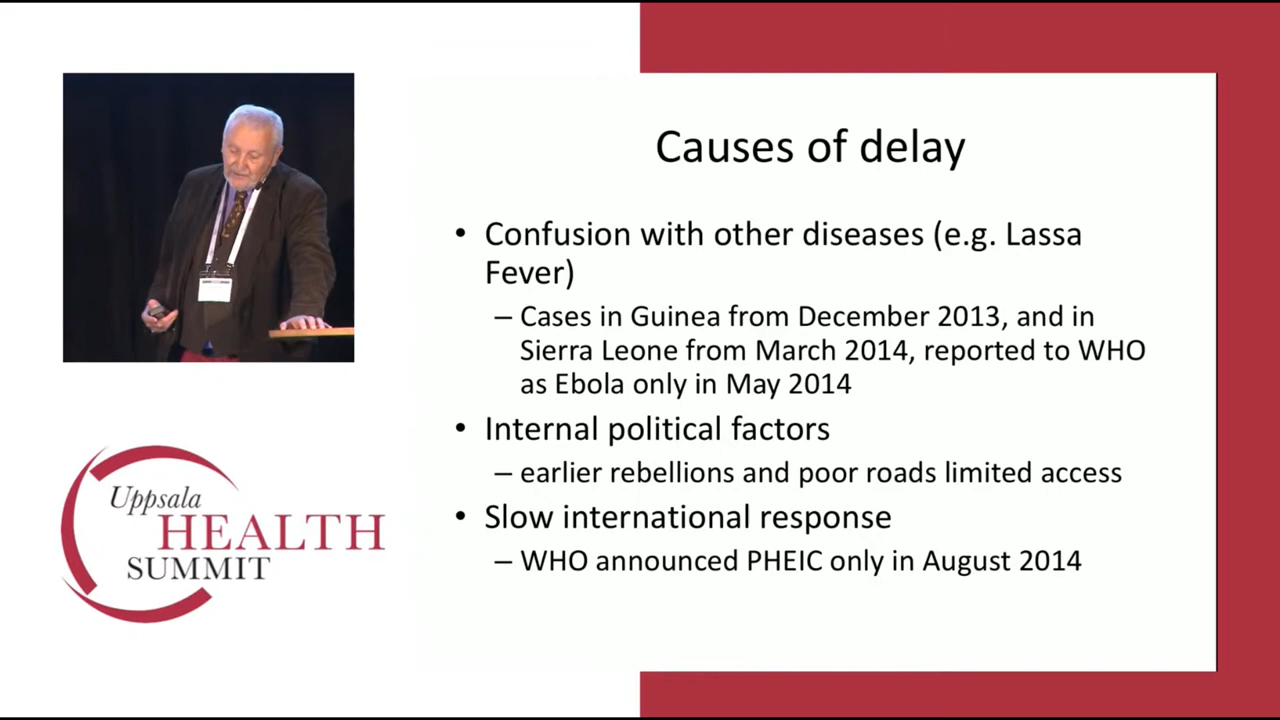 Causes of delay
• Confusion with other diseases (e.g. Lassa
Fever)
– Cases in Guinea from December 2013, and in
Sierra Leone from March 2014, reported to WHO
as Ebola only in May 2014
• Internal political factors
– earlier rebellions and poor roads limited access
• Slow international response
– WHO announced PHEIC only in August 2014
Uppsala
HEALTH
SUMMIT